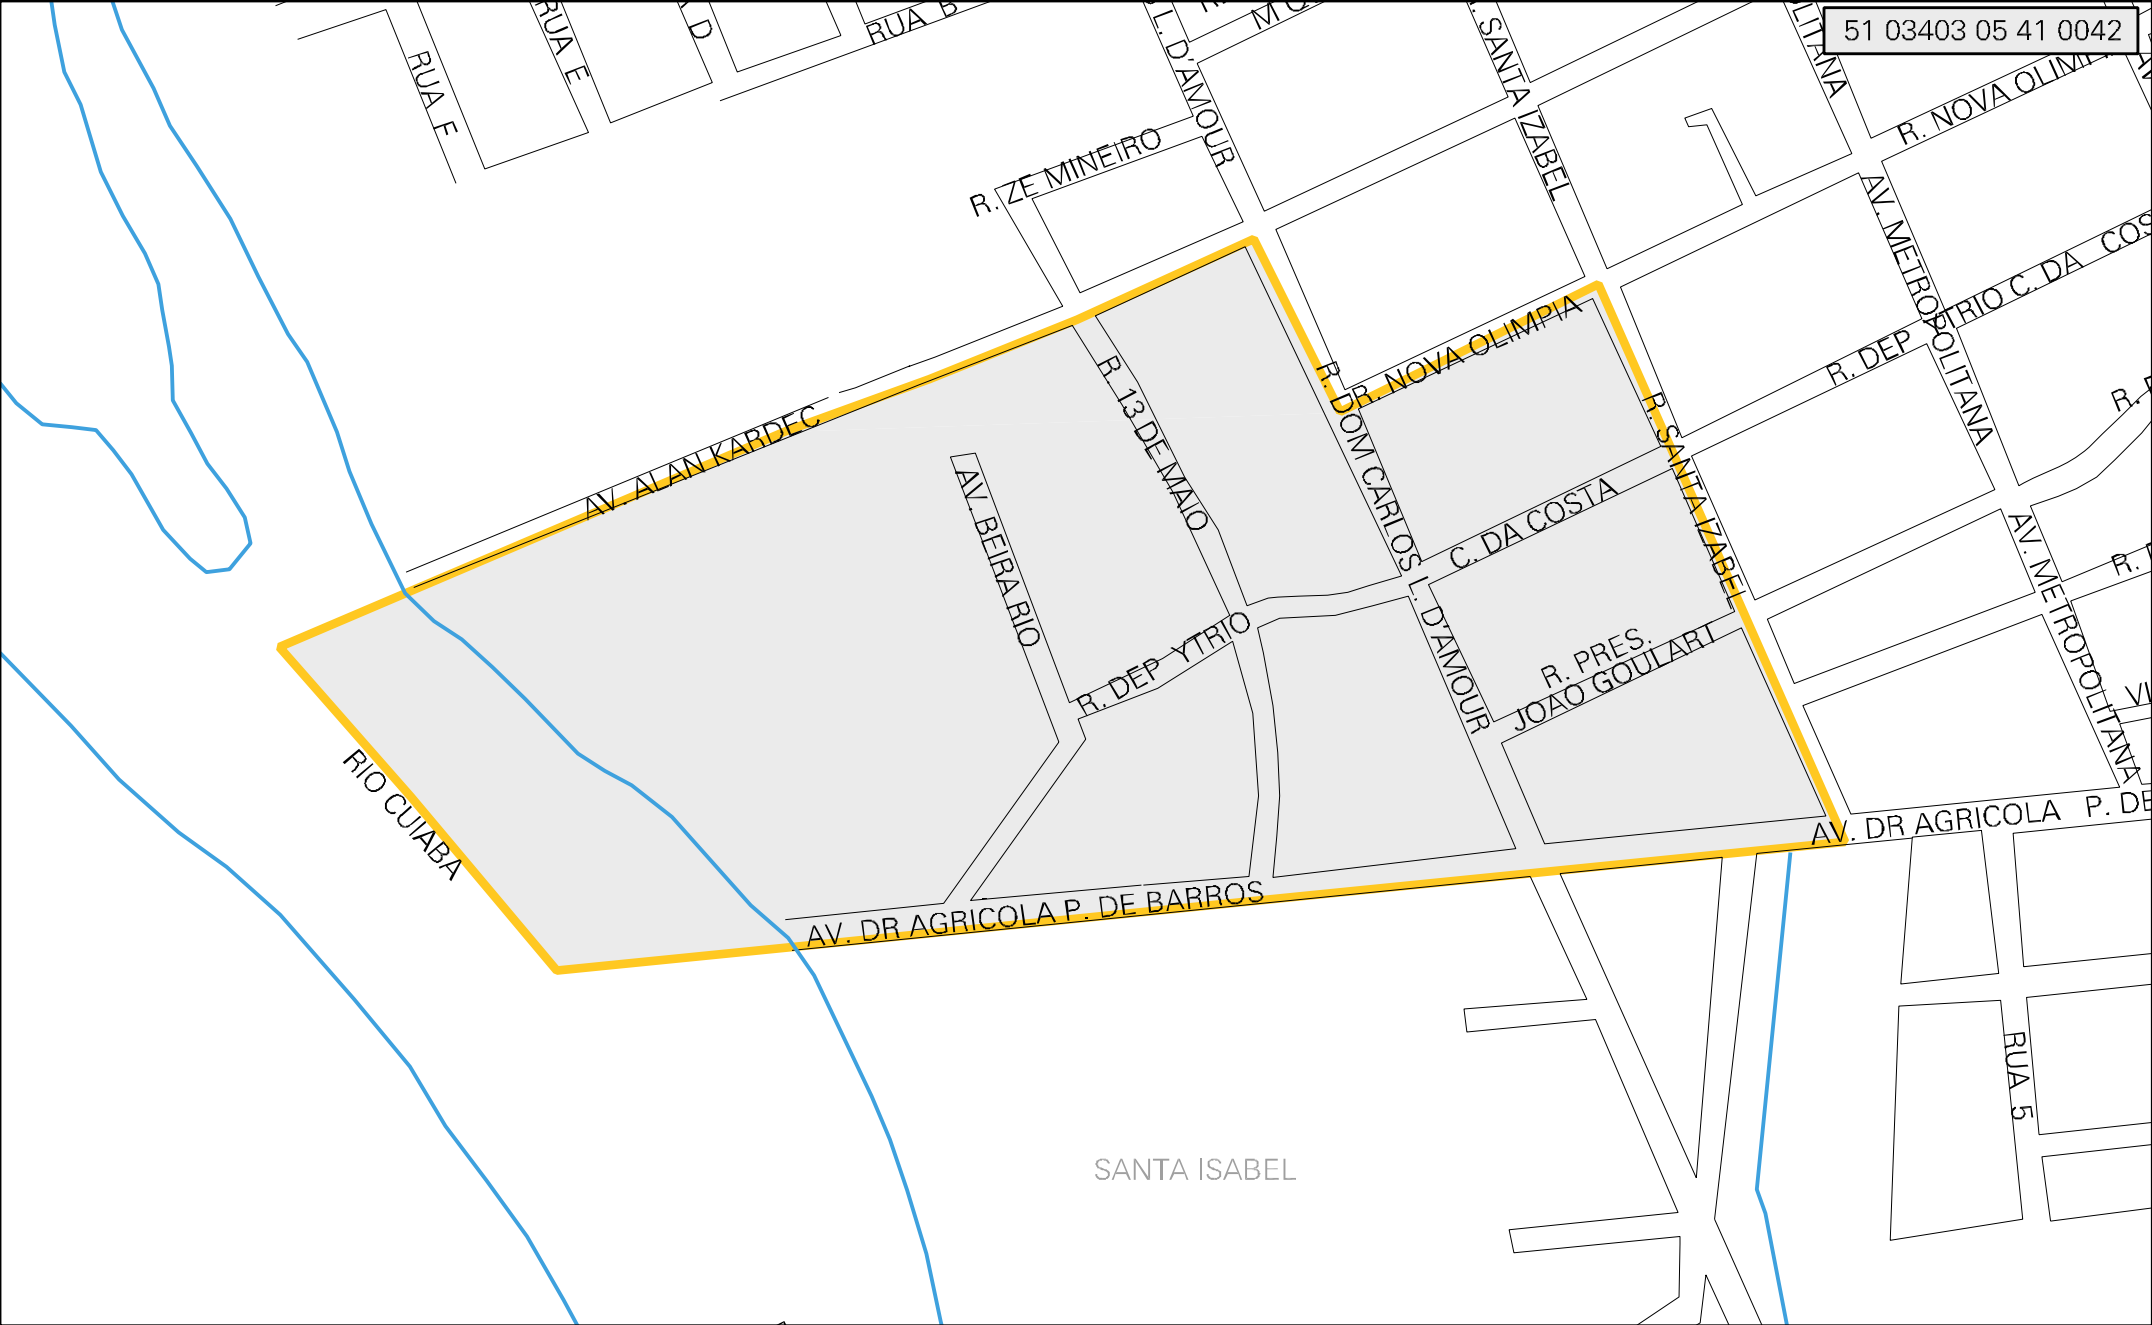 51 03403 05 41 0042
RUA F
RUA E
D
RUA B
L. D'AMOUR
M
R. SANTA IZABEL
R. NOVA OLIMPIA
R. ZE MINEIRO
AV. METROPOLITANA
R. DEP YTRIO C. DA COS
R. NOVA OLIMPIA
AV. ALAN KARDEC
R. 13 DE MAIO
R. DOM CARLOS L. D'AMOUR
R. SANTA IZABEL
AV. BEIRA RIO
C. DA COSTA
R. DEP YTRIO
R. PRES.
JOAO GOULART
AV. METROPOLITANA
R.
R.
VI
RIO CUIABA
AV. DR AGRICOLA P. DE
AV. DR AGRICOLA P. DE BARROS
RUA 5
SANTA ISABEL